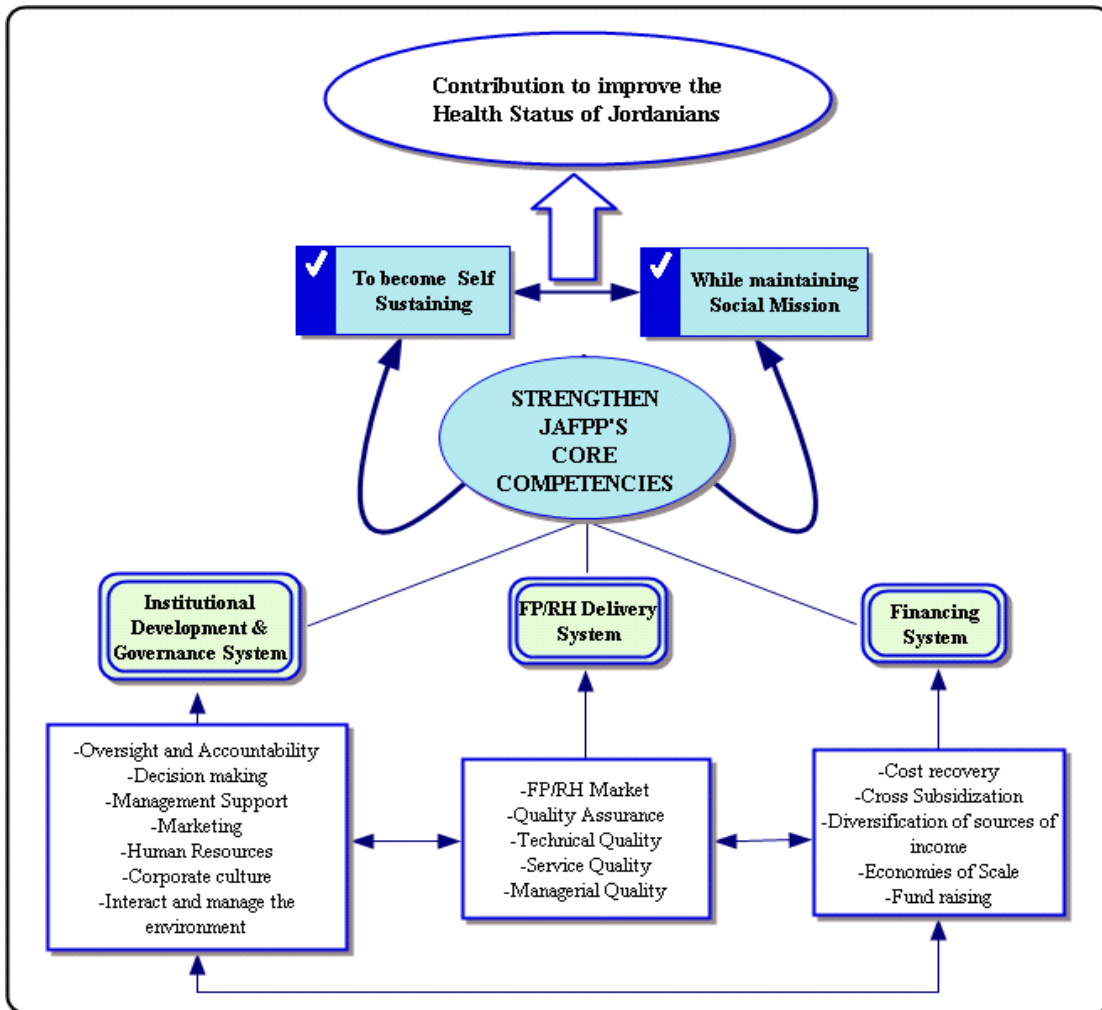 Contribution to improve the
Health Status of Jordanians
To become Self
Sustaining
While maintaining
Social Mission
STRENGTHEN
JAFPP'S
CORE
COMPETENCIES
Institutional
Development &
Governance System
FP/RH Delivery
System
Financing
System
-Oversight and Accountability
-Decision making
-Management Support
-Marketing
-Human Resources
-Corporate culture
-Interact and manage the
environment
-FP/RH Market
-Quality Assurance
-Technical Quality
-Service Quality
-Managerial Quality
-Cost recovery
-Cross Subsidization
-Diversification of sources of
income
-Economies of Scale
-Fund raising